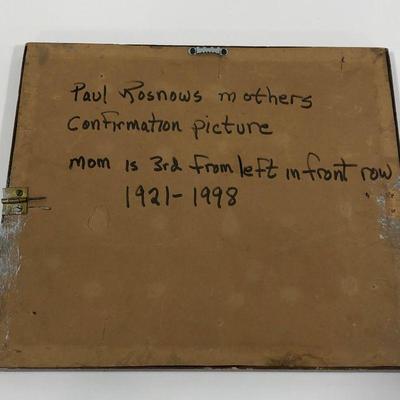 Paul Rosnows mothers
Confirmation picture
mom is 3rd from left in front row
1921-1998